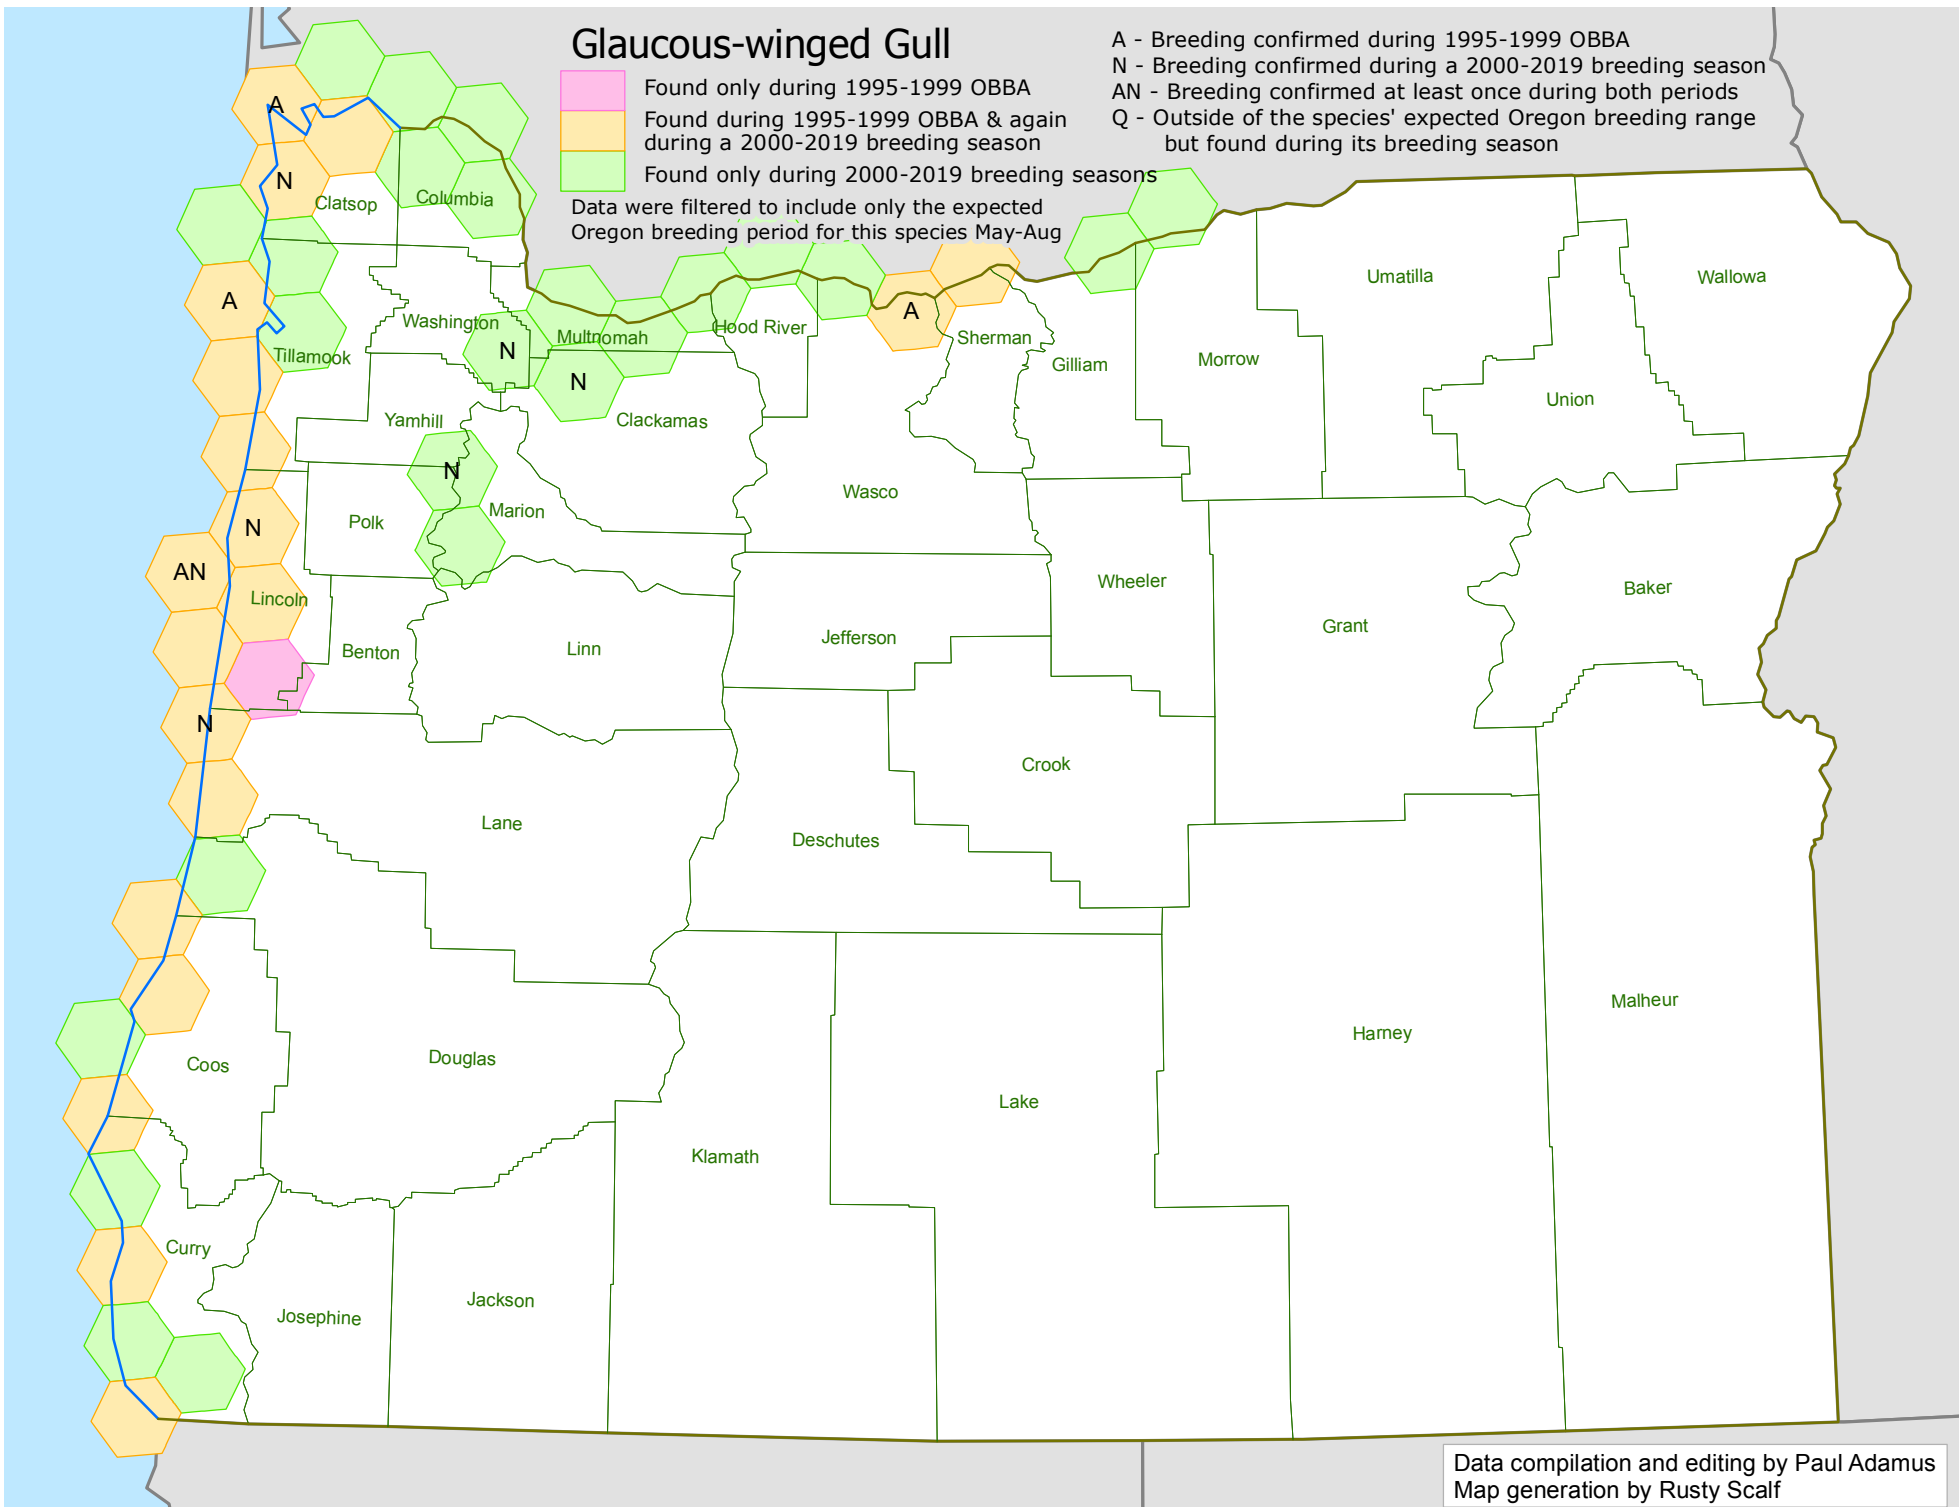 Glaucous-winged Gull
Found only during 1995-1999 OBBA
Found during 1995-1999 OBBA & again
during a 2000-2019 breeding season
Found only during 2000-2019 breeding seasons
Data were filtered to include only the expected
Oregon breeding period for this species May-Aug
A - Breeding confirmed during 1995-1999 OBBA
N - Breeding confirmed during a 2000-2019 breeding season
AN - Breeding confirmed at least once during both periods
Q - Outside of the species' expected Oregon breeding range
but found during its breeding season
A
N
Clatsop
Columbia
A
Tillamook
Washington
N
Multnomah
N
Hood River
A
Sherman
Gilliam
Morrow
Umatilla
Wallowa
Union
Yamhill
Clackamas
N
Wasco
Polk
Marion
N
AN
Lincoln
Benton
Linn
Jefferson
Wheeler
Grant
Baker
N
Lane
Deschutes
Crook
Coos
Douglas
Klamath
Lake
Harney
Malheur
Curry
Josephine
Jackson
Data compilation and editing by Paul Adamus
Map generation by Rusty Scalf